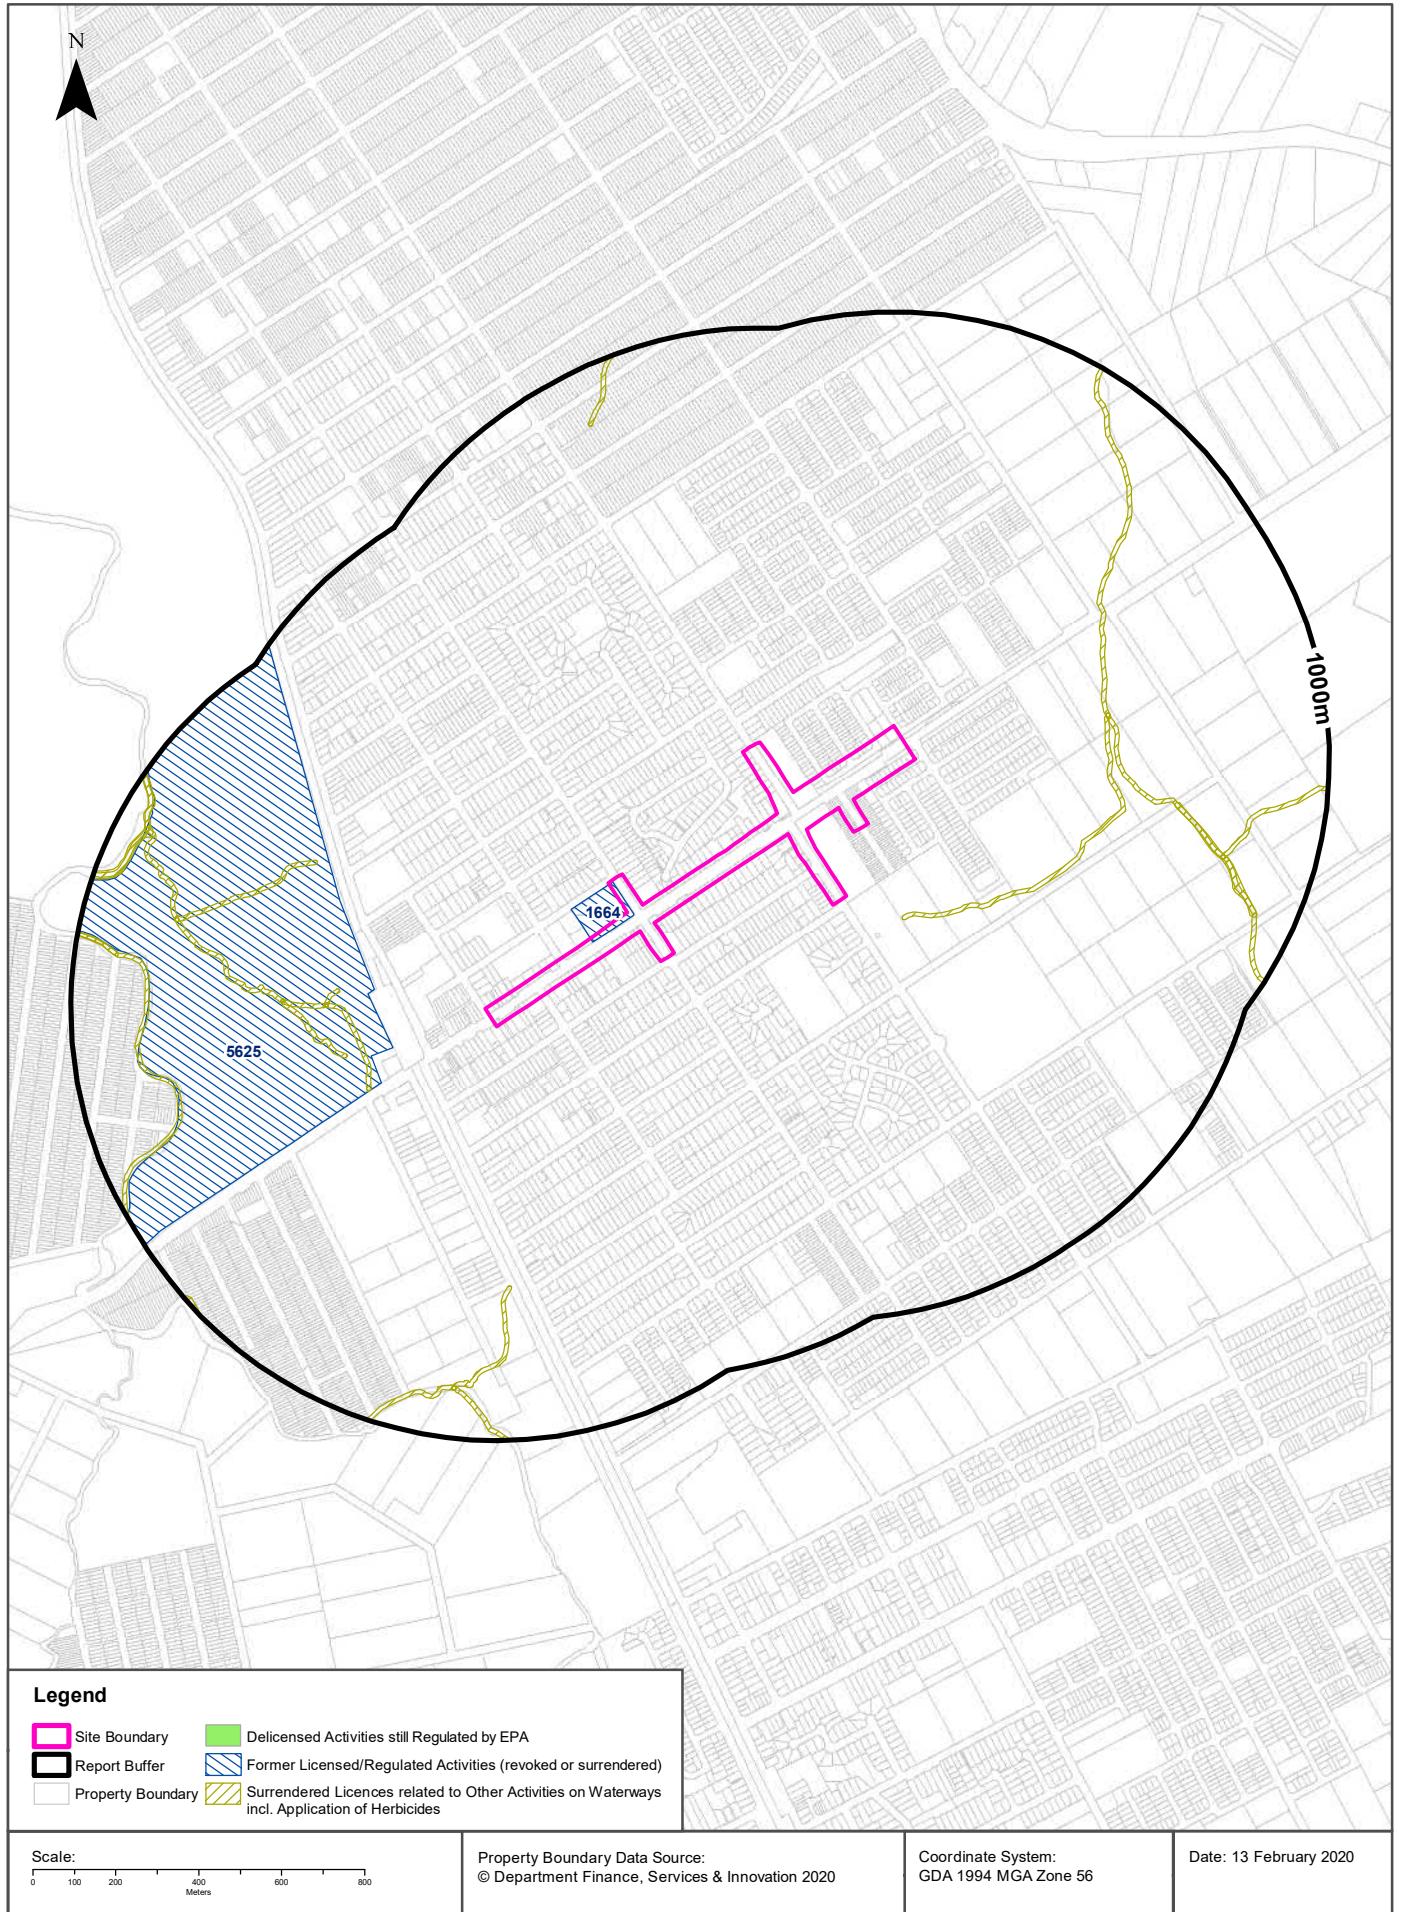 N
1000m
1664
5625
Legend
Site Boundary
Report Buffer
Property Boundary
Delicensed Activities still Regulated by EPA
Former Licensed/Regulated Activities (revoked or surrendered)
Surrendered Licences related to Other Activities on Waterways
incl. Application of Herbicides
Scale:
0 100 200 400 600 800
Meters
Property Boundary Data Source:
© Department Finance, Services & Innovation 2020
Coordinate System:
GDA 1994 MGA Zone 56
Date: 13 February 2020